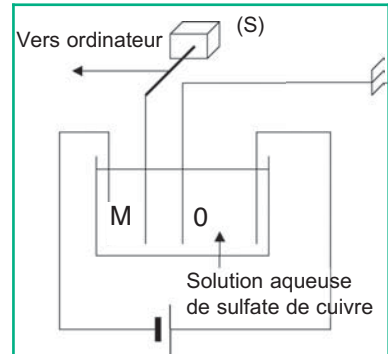 (S)
Vers ordinateur
M
0
Solution aqueuse
de sulfate de cuivre